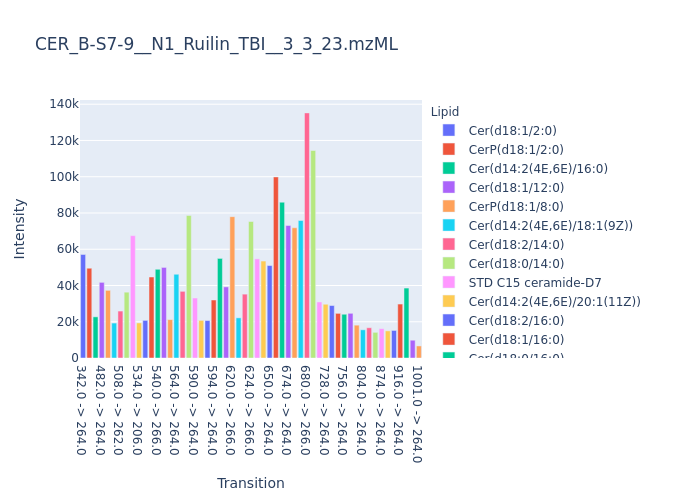 CER_B-S7-9__N1_Ruilin_TBI__3_3_23.mzML
Lipid
Cer(d18:1/2:0)
CerP(d18:1/2:0)
Cer(d14:2(4E,6E)/16:0)
Cer(d18:1/12:0)
CerP(d18:1/8:0)
Cer(d14:2(4E,6E)/18:1(9Z))
Cer(d18:2/14:0)
Cer(d18:0/14:0)
STD C15 ceramide-D7
Cer(d14:2(4E,6E)/20:1(11Z))
Cer(d18:2/16:0)
Cer(d18:1/16:0)
Cer(d18:0/16:0)
Intensity
140k
120k
100k
80k
60k
40k
20k
0
342.0 -> 264.0
482.0 -> 264.0
508.0 -> 262.0
534.0 -> 206.0
540.0 -> 266.0
564.0 -> 264.0
590.0 -> 264.0
594.0 -> 264.0
620.0 -> 266.0
624.0 -> 266.0
650.0 -> 264.0
674.0 -> 264.0
680.0 -> 266.0
728.0 -> 264.0
756.0 -> 264.0
804.0 -> 264.0
874.0 -> 264.0
916.0 -> 264.0
1001.0 -> 264.0
Transition